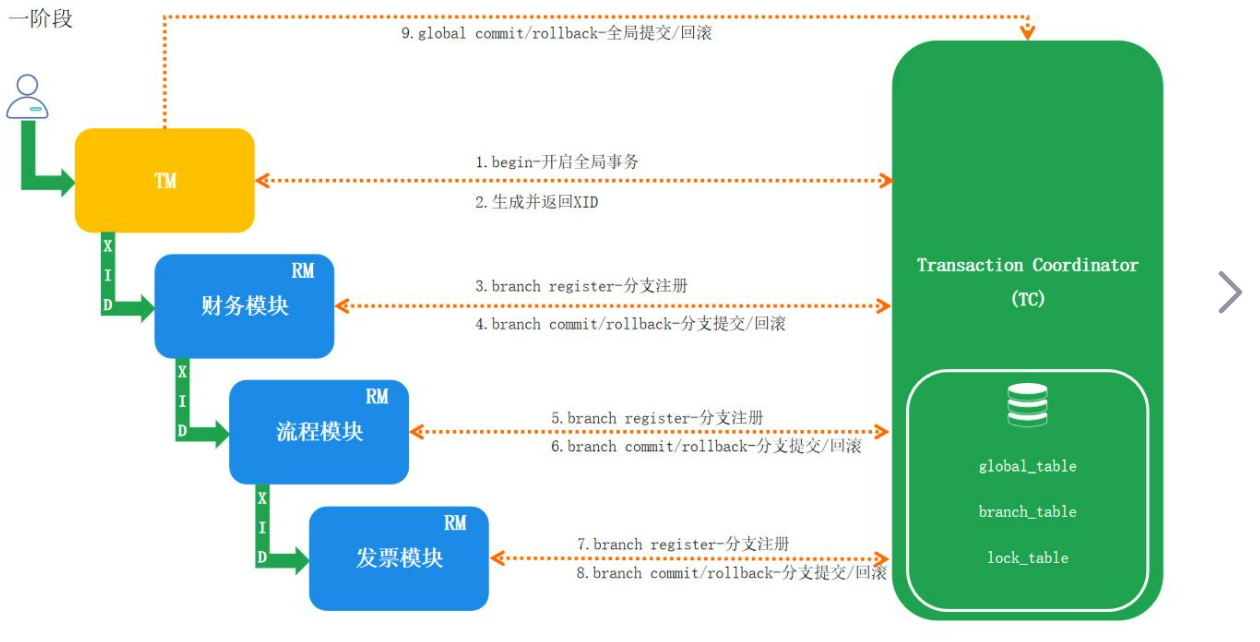 一阶段
9.global commit/rollback-全局提交/回滚
TM
1.begin-开启全局事务
2.生成并返回XID
XID
RM
财务模块
3.branch register-分支注册
4.branch commit/rollback-分支提交/回滚
Transaction Coordinator
(TC)
XID
RM
流程模块
5.branch register-分支注册
6.branch commit/rollback-分支提交/回滚
global_table
branch_table
lock_table
XID
RM
发票模块
7.branch register-分支注册
8.branch commit/rollback-分支提交/回滚